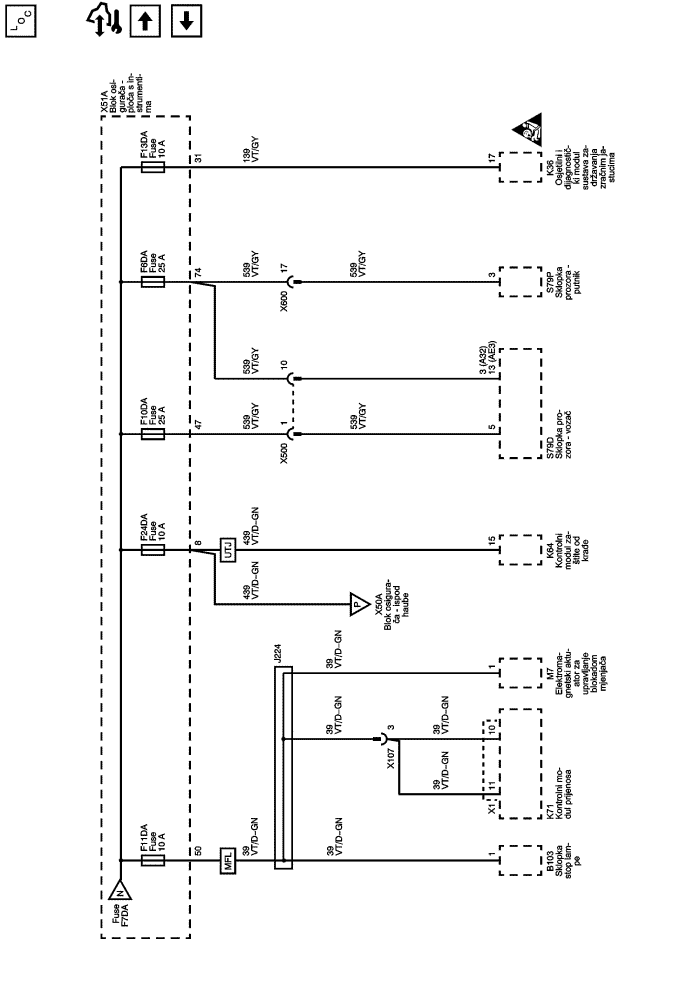 LOC
X51A
Blok osi-
gurača -
ploča s in-
strumenti-
ma
F13DA
Fuse
10 A
31
139
VT/GY
17
K36
Osjetilni i
dijagnostič-
ki modul
sustava za-
državanja
zračnim ja-
stucima
F6DA
Fuse
25 A
74
539
VT/GY
17
X600
539
VT/GY
3
S79P
Sklopka
prozora -
putnik
539
VT/GY
10
3 (A32)
13 (AE3)
F10DA
Fuse
25 A
47
539
VT/GY
1
X500
539
VT/GY
5
S79D
Sklopka pro-
zora - vozač
F24DA
Fuse
10 A
8
UTJ
439
VT/D-GN
15
K64
Kontrolni
modul za-
štite od
krađe
439
VT/D-GN
P
X50A
Blok osigura-
ča - ispod
haube
J224
39
VT/D-GN
1
M7
Elektroma-
gnetski aktu-
ator za
upravljanje
blokadom
mjenjača
39
VT/D-GN
3
X107
39
VT/D-GN
10
39
VT/D-GN
11
X1
K71
Kontrolni mo-
dul prijenosa
F11DA
Fuse
10 A
50
MFL
39
VT/D-GN
39
VT/D-GN
1
B103
Sklopka
stop lam-
pe
N
Fuse
F7DA